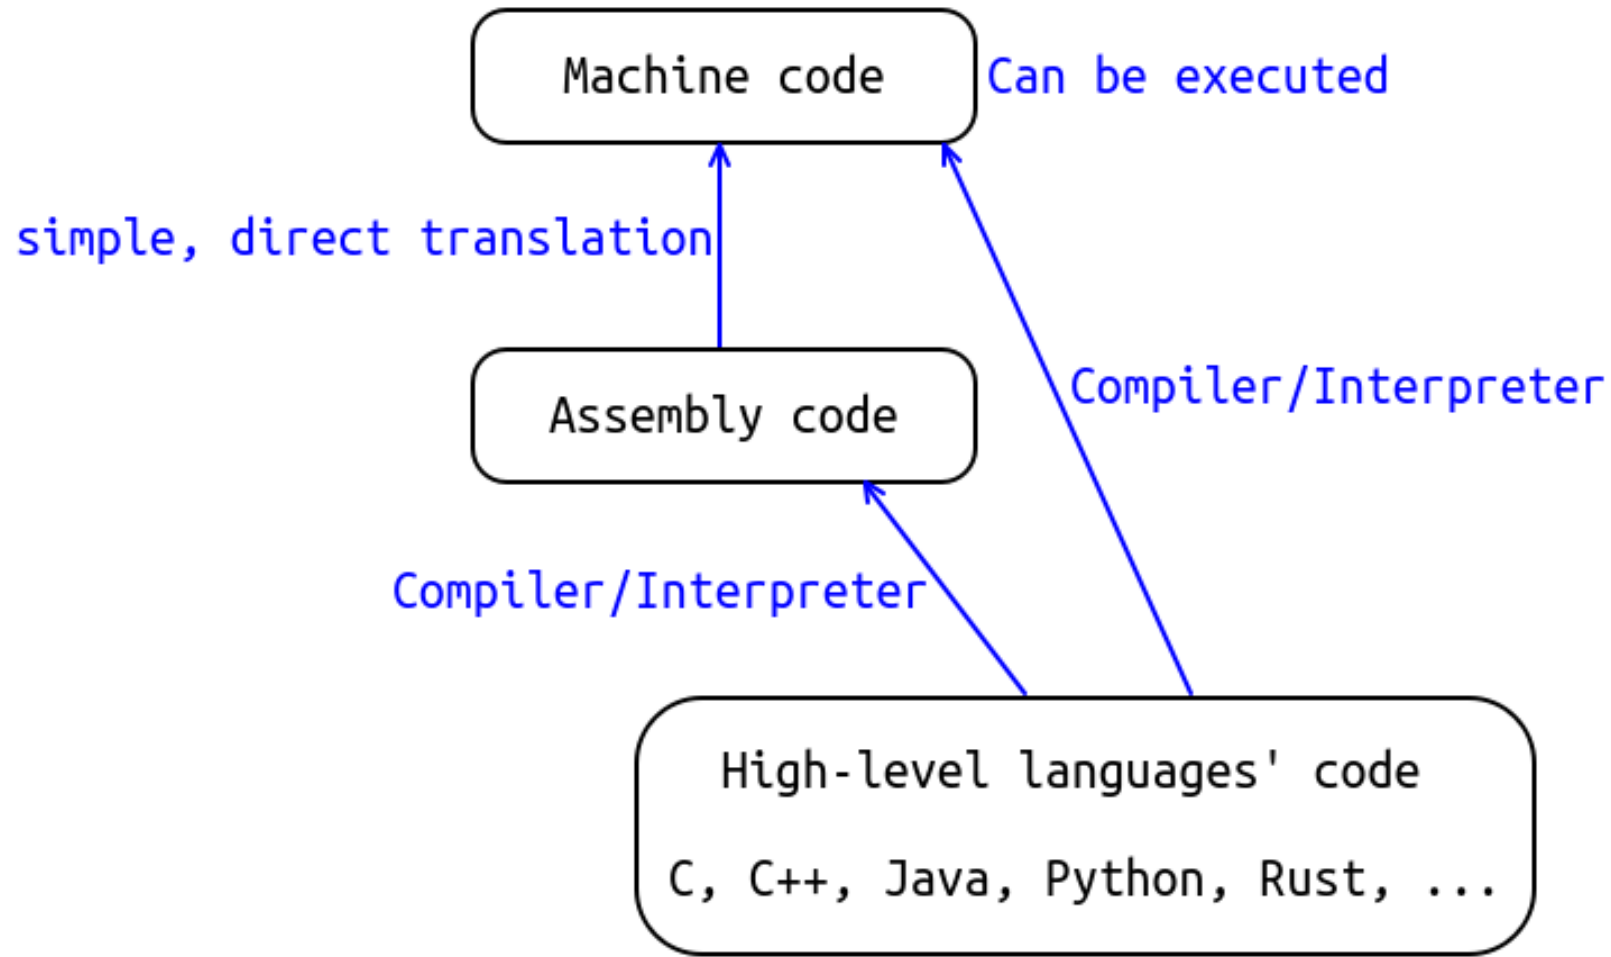 Machine code
Can be executed
simple, direct translation
Compiler/Interpreter
Assembly code
Compiler/Interpreter
High-level languages' code
C, C++, Java, Python, Rust, ...